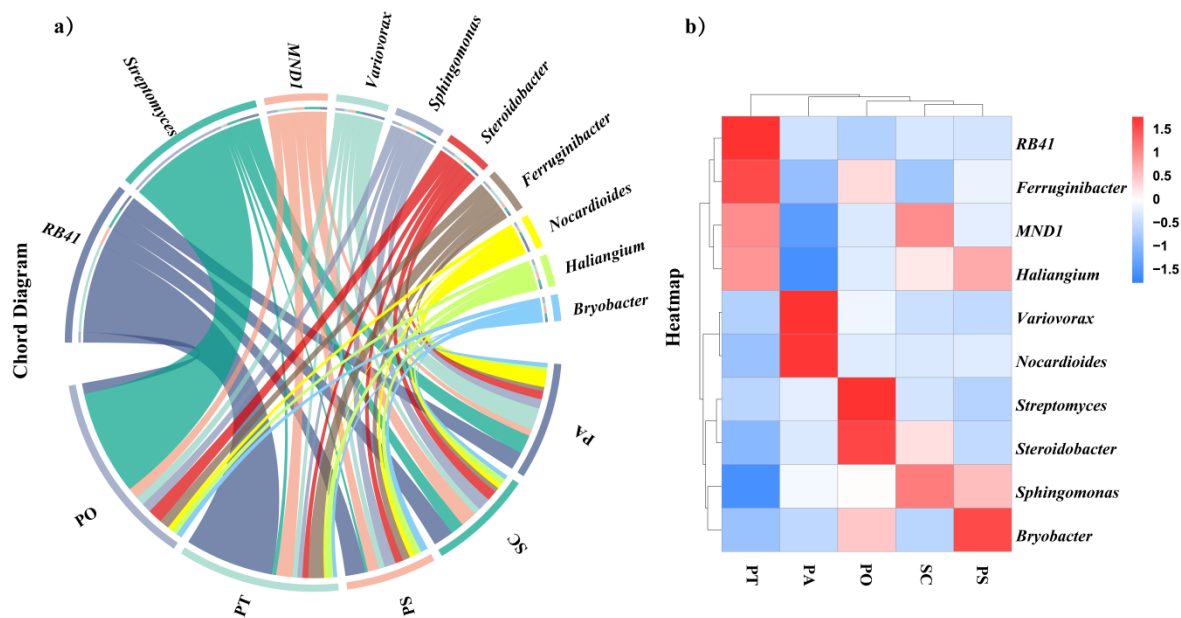 a)
Chord Diagram
RB41
Streptomyces
MND1
Variovorax
Sphingomonas
Steroidobacter
Ferruginibacter
Nocardioides
Haliangium
Bryobacter
PA
SC
PS
PT
PO
b)
Heatmap
RB41
Ferruginibacter
MND1
Haliangium
Variovorax
Nocardioides
Streptomyces
Steroidobacter
Sphingomonas
Bryobacter
PT PA PO SC PS
1.5
1
0.5
0
−0.5
−1
−1.5